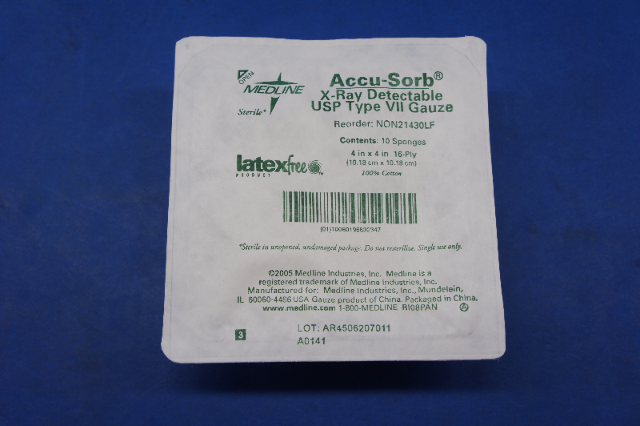 OPEN
MEDLINE
Sterile*
Accu-Sorb®
X-Ray Detectable
USP Type VII Gauze
Reorder: NON21430LF
Contents: 10 Sponges
4 in x 4 in 16-Ply
(10.18 cm x 10.18 cm)
100% Cotton
latexfree™
PRODUCT
*Sterile in unopened, undamaged package. Do not resterilize. Single use only.
©2005 Medline Industries, Inc. Medline is a
registered trademark of Medline Industries, Inc.
Manufactured for: Medline Industries, Inc., Mundelein,
IL 60060-4486 USA Gauze product of China. Packaged in China.
www.medline.com 1-800-MEDLINE R108PAN
3
LOT: AR4506207011
A0141